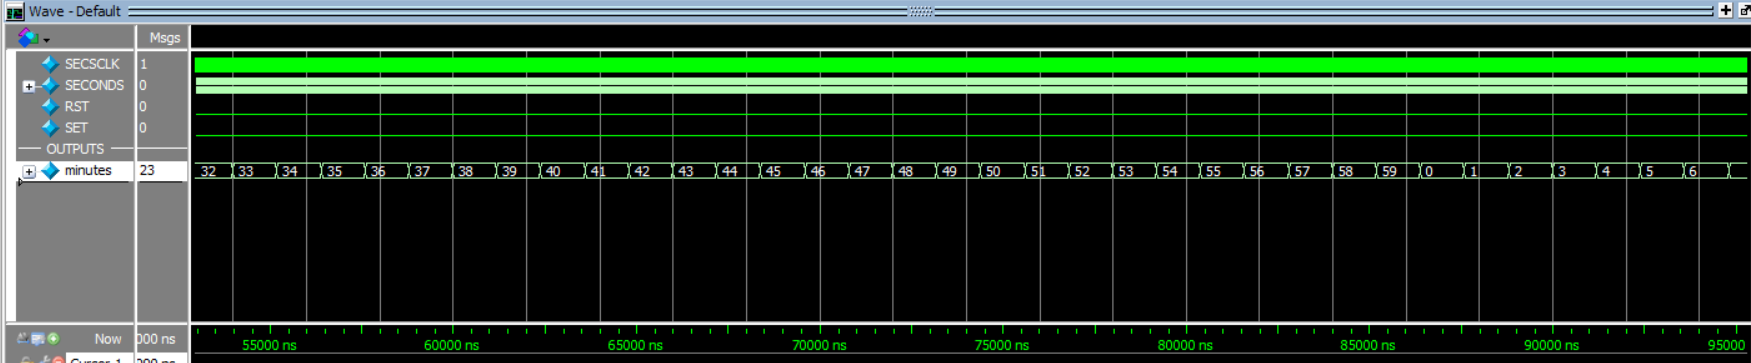 Wave - Default
Msgs
SECSCLK 1
SECONDS 0
RST 0
SET 0
OUTPUTS
minutes 23 32 33 34 35 36 37 38 39 40 41 42 43 44 45 46 47 48 49 50 51 52 53 54 55 56 57 58 59 0 1 2 3 4 5 6
Now 000 ns 55000 ns 60000 ns 65000 ns 70000 ns 75000 ns 80000 ns 85000 ns 90000 ns 95000
Cursor 1